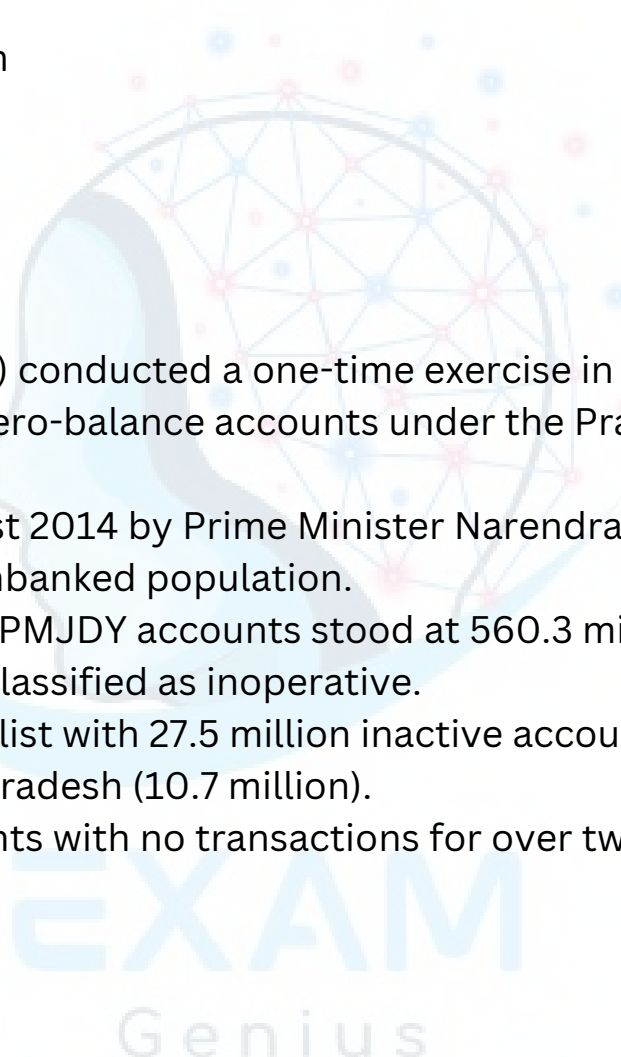 n
) conducted a one-time exercise in
ero-balance accounts under the Pra
st 2014 by Prime Minister Narendra
nbanked population.
PMJDY accounts stood at 560.3 mi
lassified as inoperative.
list with 27.5 million inactive accou
radesh (10.7 million).
nts with no transactions for over tw
EXAM
Genius